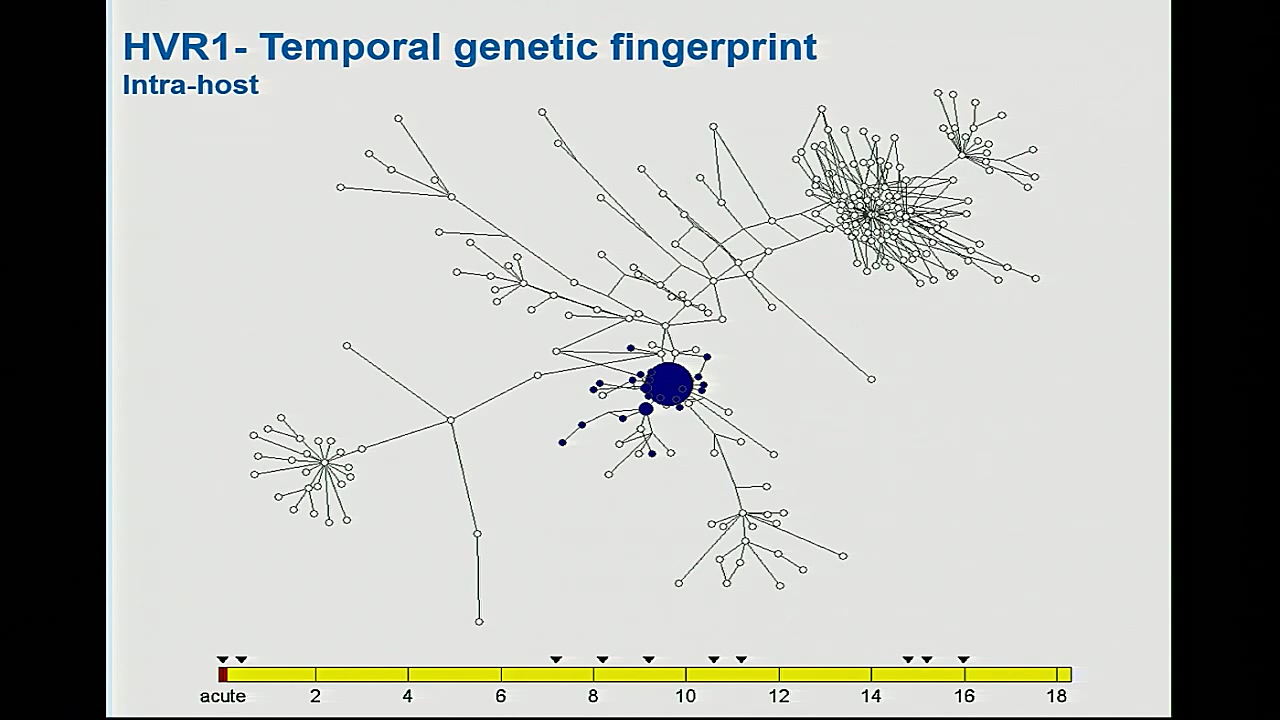 HVR1- Temporal genetic fingerprint
Intra-host
acute 2 4 6 8 10 12 14 16 18